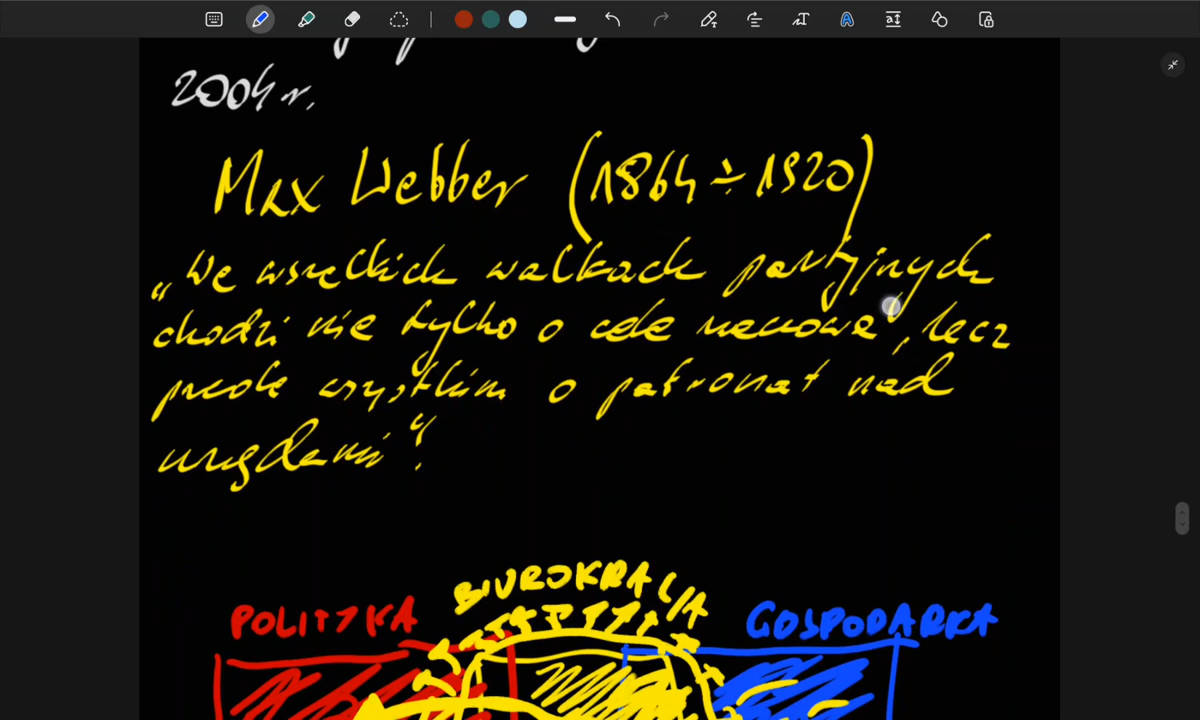 2004 r.
Max Webber (1864 ÷ 1920)
„We wszelkich walkach partyjnych
chodzi nie tylko o cele rzeczowe, lecz
przede wszystkim o patronat nad
urzędami".
BIUROKRACJA
POLITYKA
GOSPODARKA